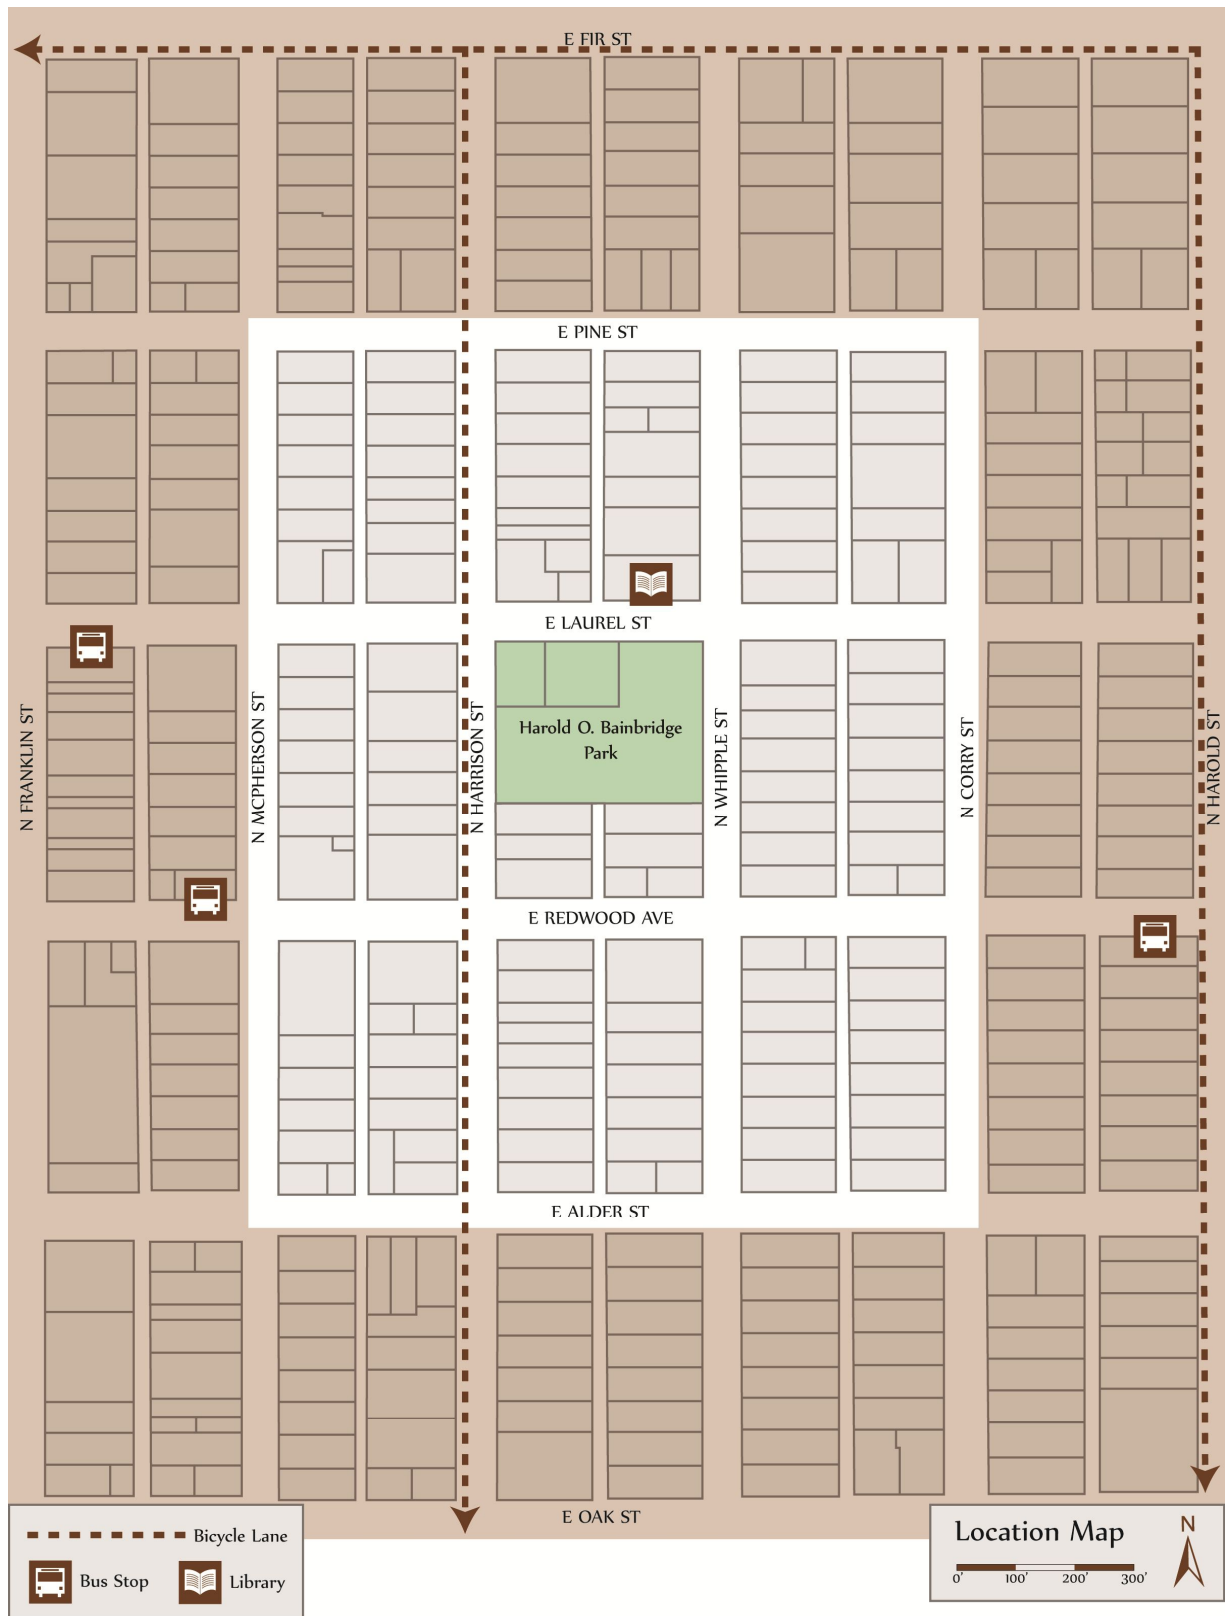 E FIR ST
E PINE ST
E LAUREL ST
N FRANKLIN ST
N MCPHERSON ST
N HARRISON ST
Harold O. Bainbridge
Park
N WHIPPLE ST
N CORRY ST
N HAROLD ST
E REDWOOD AVE
E ALDER ST
E OAK ST
Bicycle Lane
Bus Stop
Library
Location Map
N
0' 100' 200' 300'